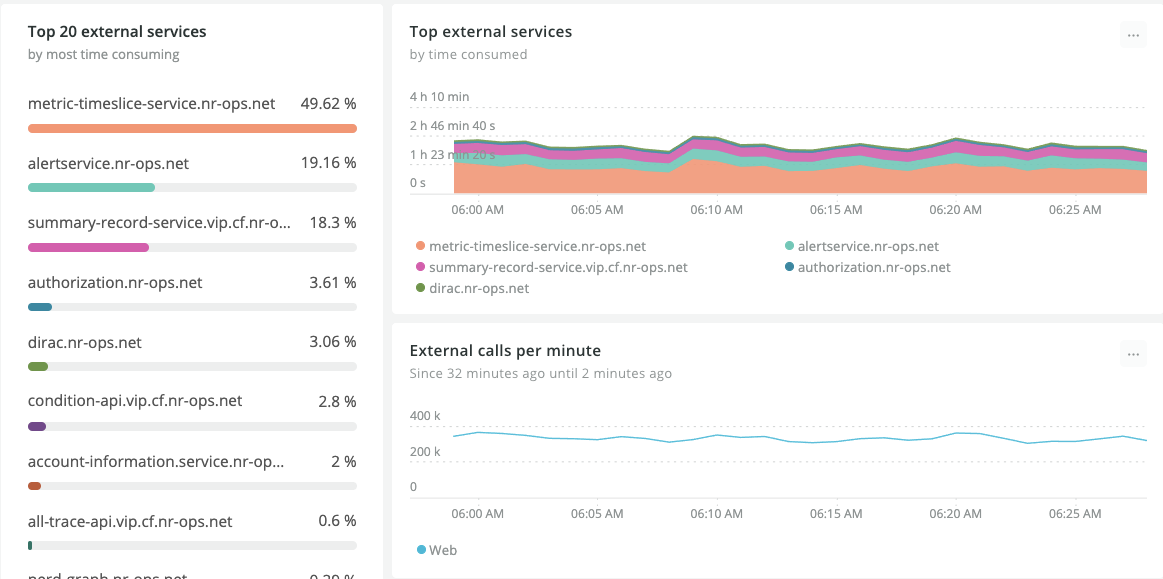 Top 20 external services
by most time consuming
metric-timeslice-service.nr-ops.net 49.62 %
alertservice.nr-ops.net 19.16 %
summary-record-service.vip.cf.nr-o... 18.3 %
authorization.nr-ops.net 3.61 %
dirac.nr-ops.net 3.06 %
condition-api.vip.cf.nr-ops.net 2.8 %
account-information.service.nr-op... 2 %
all-trace-api.vip.cf.nr-ops.net 0.6 %
nerd-graph.nr-ops.net
Top external services
...
by time consumed
4 h 10 min
2 h 46 min 40 s
1 h 23 min 20 s
0 s
06:00 AM 06:05 AM 06:10 AM 06:15 AM 06:20 AM 06:25 AM
metric-timeslice-service.nr-ops.net alertservice.nr-ops.net
summary-record-service.vip.cf.nr-ops.net authorization.nr-ops.net
dirac.nr-ops.net
External calls per minute
...
Since 32 minutes ago until 2 minutes ago
400 k
200 k
0
06:00 AM 06:05 AM 06:10 AM 06:15 AM 06:20 AM 06:25 AM
Web